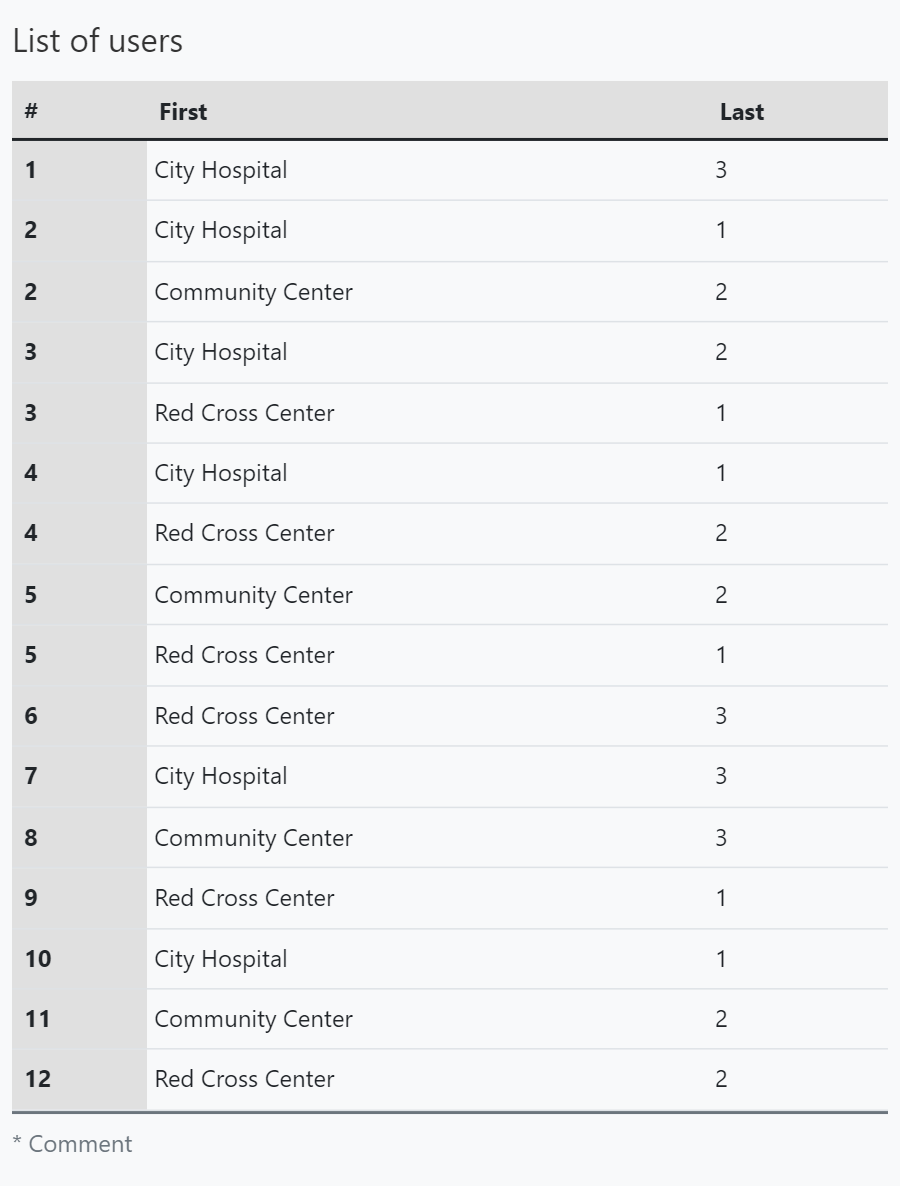 List of users
# First Last
1 City Hospital 3
2 City Hospital 1
2 Community Center 2
3 City Hospital 2
3 Red Cross Center 1
4 City Hospital 1
4 Red Cross Center 2
5 Community Center 2
5 Red Cross Center 1
6 Red Cross Center 3
7 City Hospital 3
8 Community Center 3
9 Red Cross Center 1
10 City Hospital 1
11 Community Center 2
12 Red Cross Center 2
* Comment